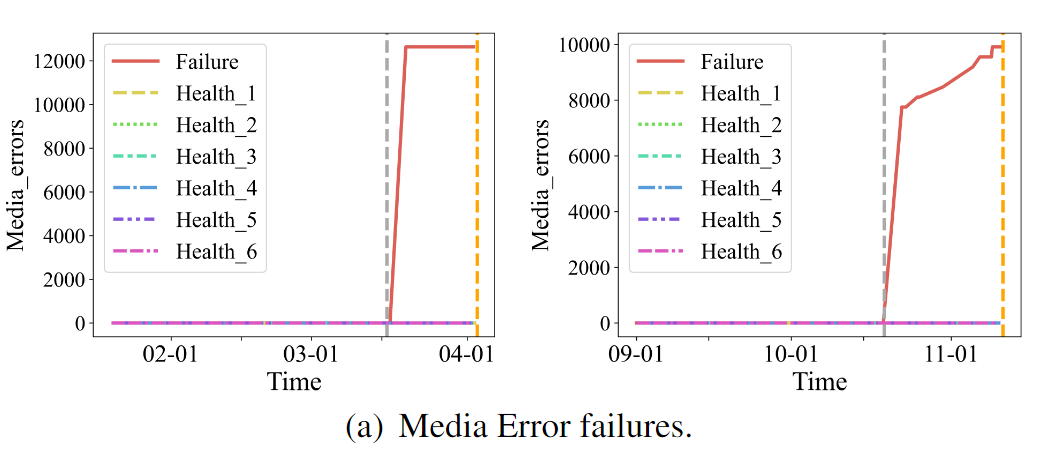 Media_errors
12000
10000
8000
6000
4000
2000
0
Failure
Health_1
Health_2
Health_3
Health_4
Health_5
Health_6
02-01 03-01 04-01
Time
Media_errors
10000
8000
6000
4000
2000
0
Failure
Health_1
Health_2
Health_3
Health_4
Health_5
Health_6
09-01 10-01 11-01
Time
(a) Media Error failures.